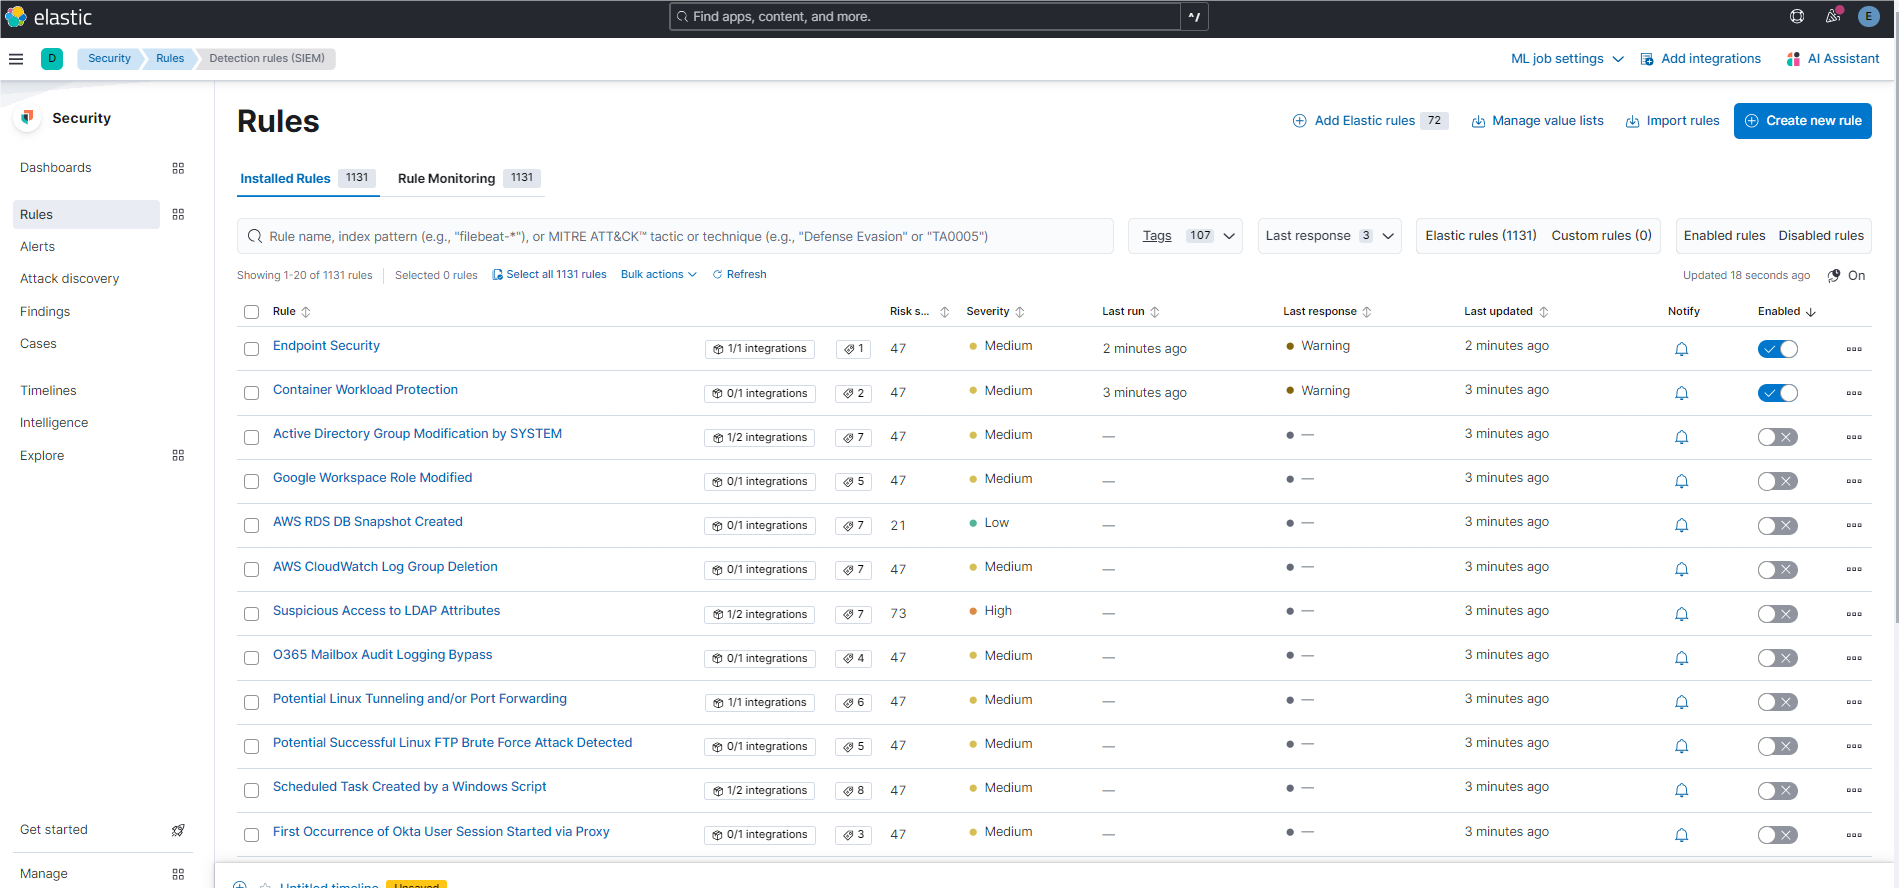 elastic
Find apps, content, and more.
^/
E
D
Security
Rules
Detection rules (SIEM)
ML job settings
Add integrations
AI Assistant
Security
Dashboards
Rules
Alerts
Attack discovery
Findings
Cases
Timelines
Intelligence
Explore
Get started
Manage
Rules
Add Elastic rules 72
Manage value lists
Import rules
Create new rule
Installed Rules 1131
Rule Monitoring 1131
Rule name, index pattern (e.g., "filebeat-*"), or MITRE ATT&CK™ tactic or technique (e.g., "Defense Evasion" or "TA0005")
Tags 107
Last response 3
Elastic rules (1131) Custom rules (0)
Enabled rules Disabled rules
Showing 1-20 of 1131 rules Selected 0 rules Select all 1131 rules Bulk actions Refresh
Updated 18 seconds ago On
Rule Risk s... Severity Last run Last response Last updated Notify Enabled
Endpoint Security 1/1 integrations 1 47 Medium 2 minutes ago Warning 2 minutes ago
Container Workload Protection 0/1 integrations 2 47 Medium 3 minutes ago Warning 3 minutes ago
Active Directory Group Modification by SYSTEM 1/2 integrations 7 47 Medium — — 3 minutes ago
Google Workspace Role Modified 0/1 integrations 5 47 Medium — — 3 minutes ago
AWS RDS DB Snapshot Created 0/1 integrations 7 21 Low — — 3 minutes ago
AWS CloudWatch Log Group Deletion 0/1 integrations 7 47 Medium — — 3 minutes ago
Suspicious Access to LDAP Attributes 1/2 integrations 7 73 High — — 3 minutes ago
O365 Mailbox Audit Logging Bypass 0/1 integrations 4 47 Medium — — 3 minutes ago
Potential Linux Tunneling and/or Port Forwarding 1/1 integrations 6 47 Medium — — 3 minutes ago
Potential Successful Linux FTP Brute Force Attack Detected 0/1 integrations 5 47 Medium — — 3 minutes ago
Scheduled Task Created by a Windows Script 1/2 integrations 8 47 Medium — — 3 minutes ago
First Occurrence of Okta User Session Started via Proxy 0/1 integrations 3 47 Medium — — 3 minutes ago
Untitled timeline Unsaved